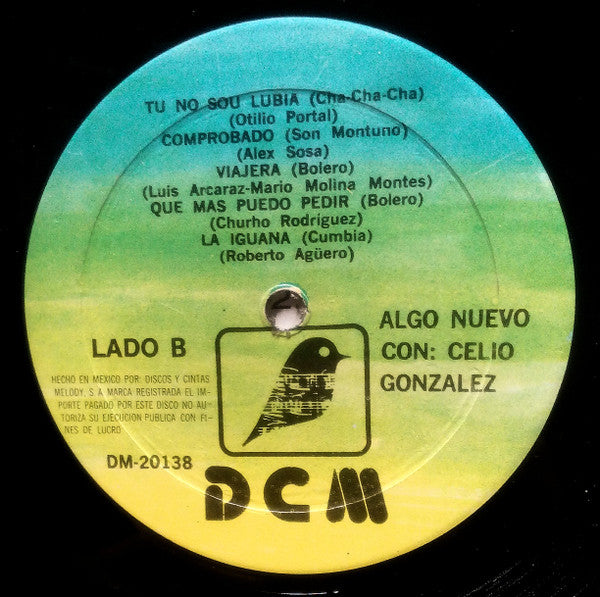 TU NO SOU LUBIA (Cha-Cha-Cha)
(Otilio Portal)
COMPROBADO (Son Montuno)
(Alex Sosa)
VIAJERA (Bolero)
(Luis Arcaraz-Mario Molina Montes)
QUE MAS PUEDO PEDIR (Bolero)
(Churho Rodríguez)
LA IGUANA (Cumbia)
(Roberto Agüero)
LADO B
ALGO NUEVO
CON: CELIO
GONZALEZ
HECHO EN MEXICO POR: DISCOS Y CINTAS
MELODY, S A MARCA REGISTRADA EL IM-
PORTE PAGADO POR ESTE DISCO NO AU-
TORIZA SU EJECUCION PUBLICA CON FI-
NES DE LUCRO
DM-20138
DCM